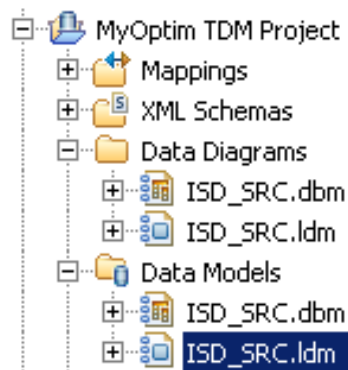 MyOptim TDM Project
Mappings
XML Schemas
Data Diagrams
ISD_SRC.dbm
ISD_SRC.ldm
Data Models
ISD_SRC.dbm
ISD_SRC.ldm